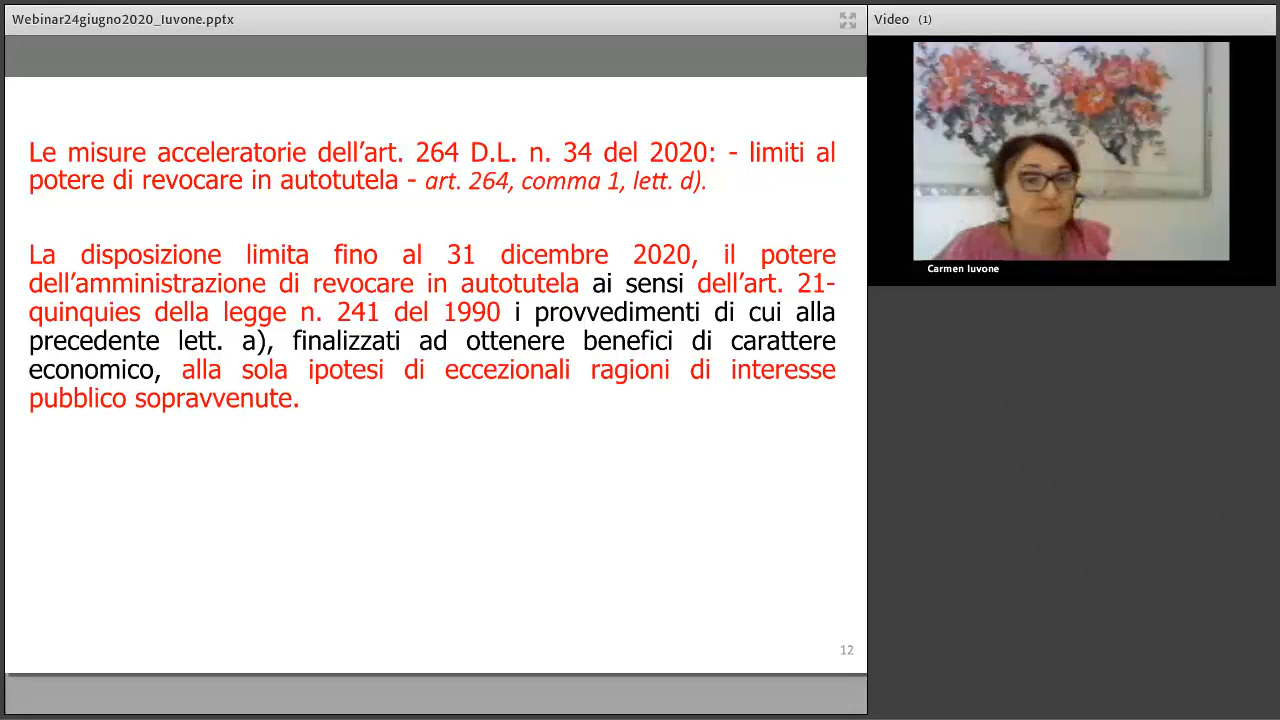 Webinar24giugno2020_Iuvone.pptx
Video (1)
Le misure acceleratorie dell’art. 264 D.L. n. 34 del 2020: - limiti al
potere di revocare in autotutela - art. 264, comma 1, lett. d).
La disposizione limita fino al 31 dicembre 2020, il potere
dell’amministrazione di revocare in autotutela ai sensi dell’art. 21-
quinquies della legge n. 241 del 1990 i provvedimenti di cui alla
precedente lett. a), finalizzati ad ottenere benefici di carattere
economico, alla sola ipotesi di eccezionali ragioni di interesse
pubblico sopravvenute.
12
Carmen Iuvone